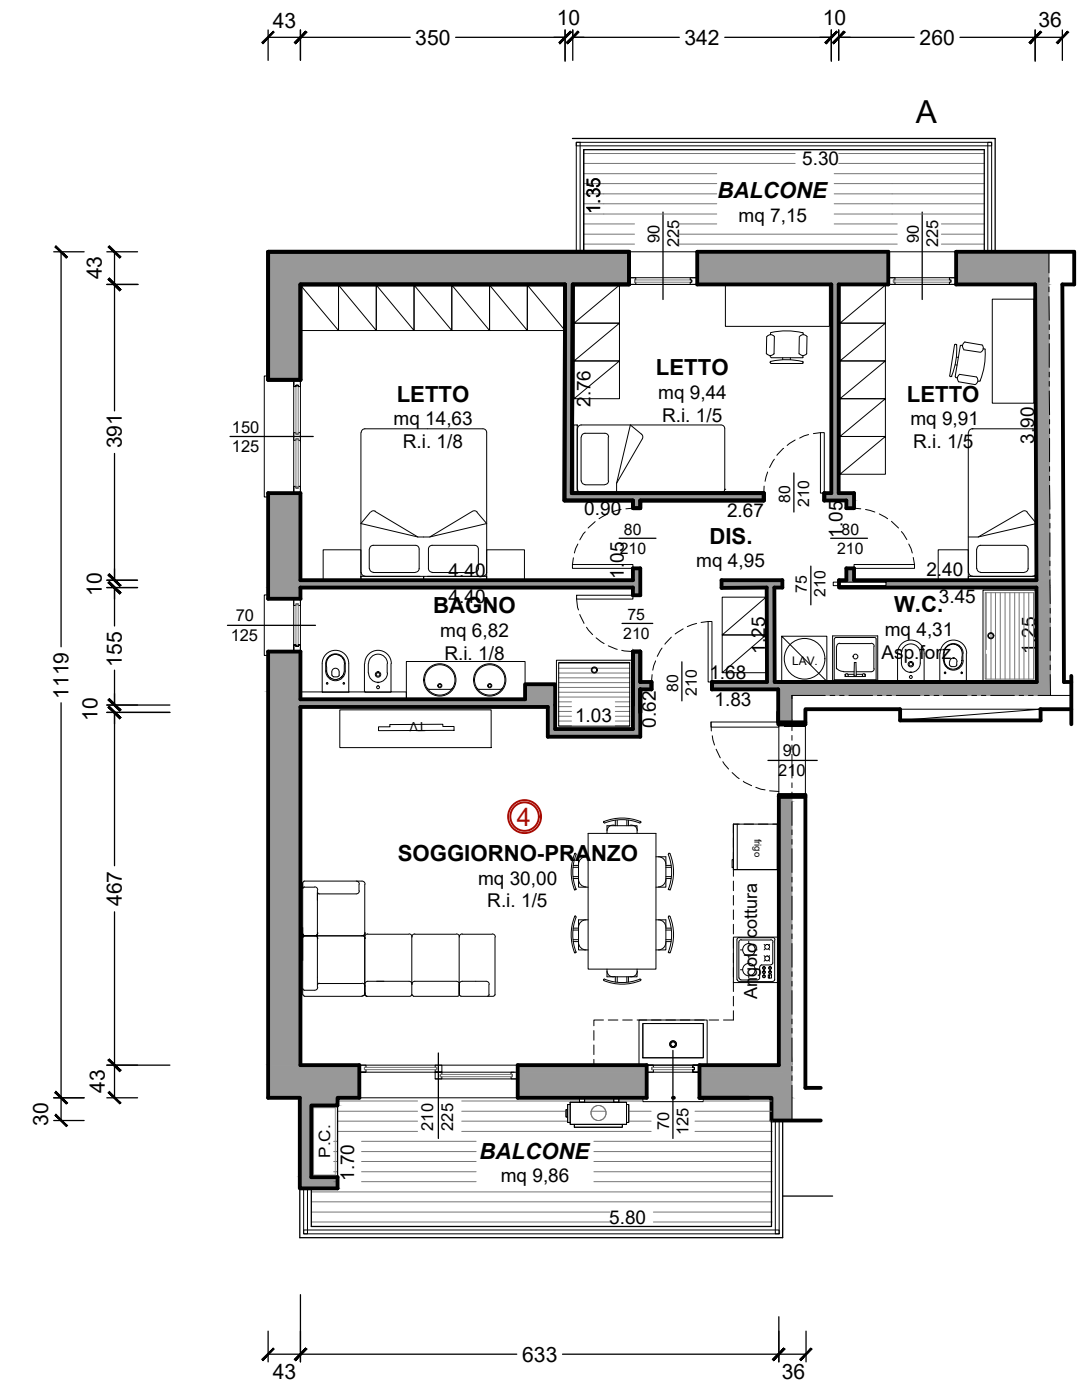 43
350
10
342
10
260
36
A
5.30
1.35
BALCONE
mq 7,15
90
225
90
225
43
391
10
155
10
467
43
1119
30
LETTO
mq 14,63
R.i. 1/8
150
125
2.76
LETTO
mq 9,44
R.i. 1/5
LETTO
mq 9,91
R.i. 1/5
3.90
80
210
0.90
2.67
1.05
80
210
1.05
80
210
DIS.
mq 4,95
4.40
4.40
2.40
3.45
75
210
BAGNO
mq 6,82
R.i. 1/8
70
125
75
210
1.25
W.C.
mq 4,31
Asp.forz.
1.25
LAV.
80
210
1.68
1.83
0.62
1.03
TV
90
210
4
SOGGIORNO-PRANZO
mq 30,00
R.i. 1/5
frigo
Angolo cottura
210
225
70
125
P.C.
1.70
BALCONE
mq 9,86
5.80
43
633
36